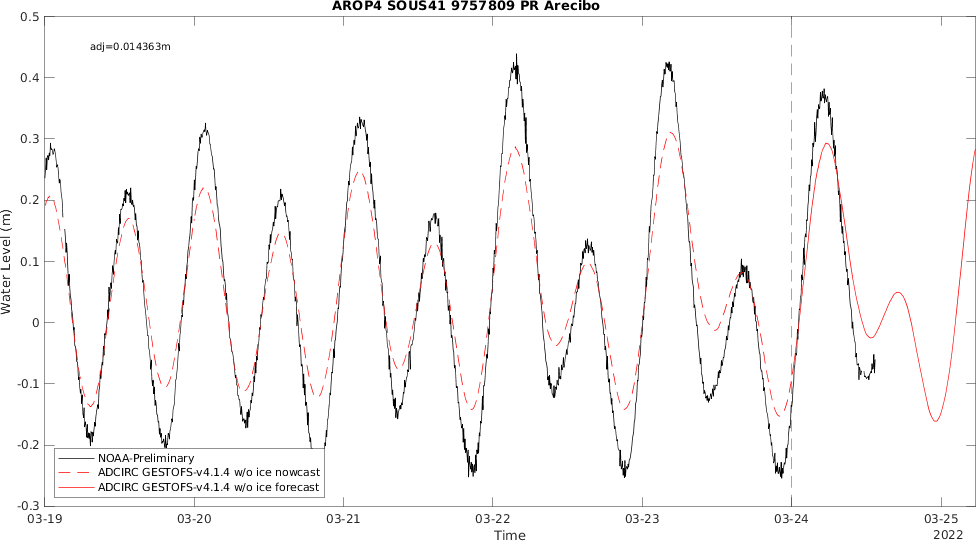 AROP4 SOUS41 9757809 PR Arecibo
adj=0.014363m
0.5
0.4
0.3
0.2
0.1
0
-0.1
-0.2
-0.3
Water Level (m)
NOAA-Preliminary
ADCIRC GESTOFS-v4.1.4 w/o ice nowcast
ADCIRC GESTOFS-v4.1.4 w/o ice forecast
03-19 03-20 03-21 03-22 03-23 03-24 03-25
Time
2022